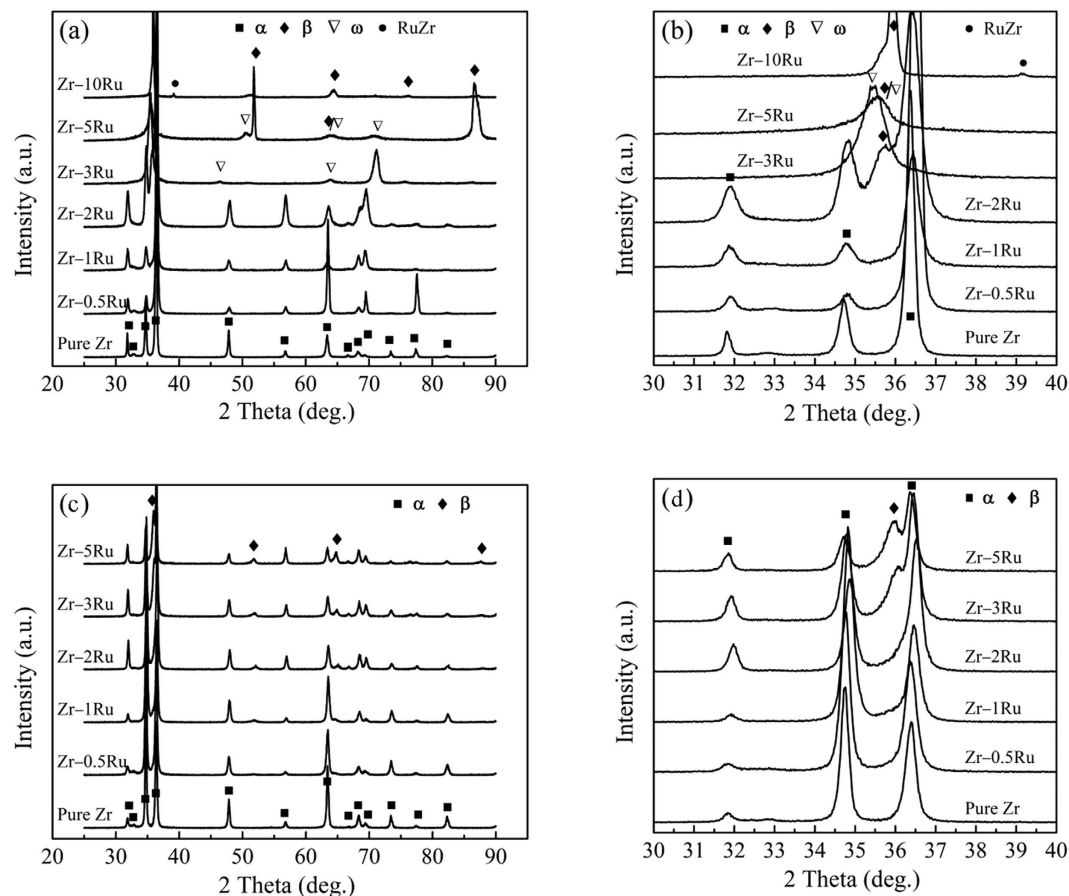 (a) ■ α ◆ β ▽ ω ● RuZr
Zr–10Ru
Zr–5Ru
Zr–3Ru
Zr–2Ru
Zr–1Ru
Zr–0.5Ru
Pure Zr
Intensity (a.u.)
20 30 40 50 60 70 80 90
2 Theta (deg.)
(b) ■ α ◆ β ▽ ω ● RuZr
Zr–10Ru
Zr–5Ru
Zr–3Ru
Zr–2Ru
Zr–1Ru
Zr–0.5Ru
Pure Zr
Intensity (a.u.)
30 31 32 33 34 35 36 37 38 39 40
2 Theta (deg.)
(c) ■ α ◆ β
Zr–5Ru
Zr–3Ru
Zr–2Ru
Zr–1Ru
Zr–0.5Ru
Pure Zr
Intensity (a.u.)
20 30 40 50 60 70 80 90
2 Theta (deg.)
(d) ■ α ◆ β
Zr–5Ru
Zr–3Ru
Zr–2Ru
Zr–1Ru
Zr–0.5Ru
Pure Zr
Intensity (a.u.)
30 31 32 33 34 35 36 37 38 39 40
2 Theta (deg.)